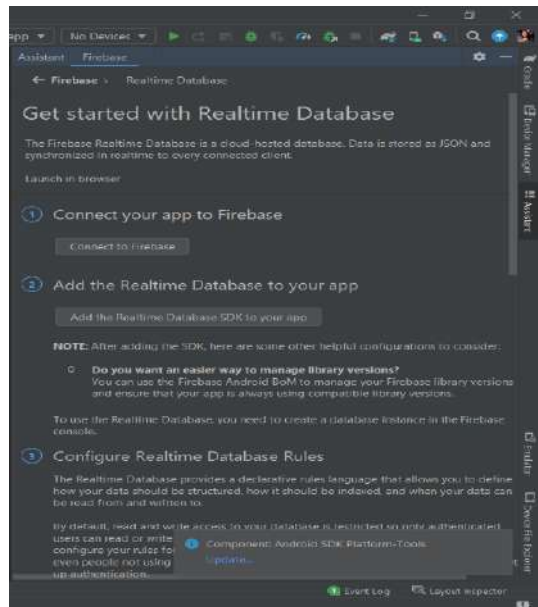 app No Devices
Assistant Firebase
← Firebase › Realtime Database
Get started with Realtime Database
The Firebase Realtime Database is a cloud-hosted database. Data is stored as JSON and
synchronized in realtime to every connected client.
Launch in browser
1 Connect your app to Firebase
Connect to Firebase
2 Add the Realtime Database to your app
Add the Realtime Database SDK to your app
NOTE: After adding the SDK, here are some other helpful configurations to consider:
Do you want an easier way to manage library versions?
You can use the Firebase Android BoM to manage your Firebase library versions
and ensure that your app is always using compatible library versions.
To use the Realtime Database, you need to create a database instance in the Firebase
console.
3 Configure Realtime Database Rules
The Realtime Database provides a declarative rules language that allows you to define
how your data should be structured, how it should be indexed, and when your data can
be read from and written to.
By default, read and write access to your database is restricted so only authenticated
users can read or write
configure your rules fo
even people not using
up authentication.
Component: Android SDK Platform-Tools
Update...
t
Event Log Layout Inspector
Gradle
Device Manager
Assistant
Emulator
Device File Explorer